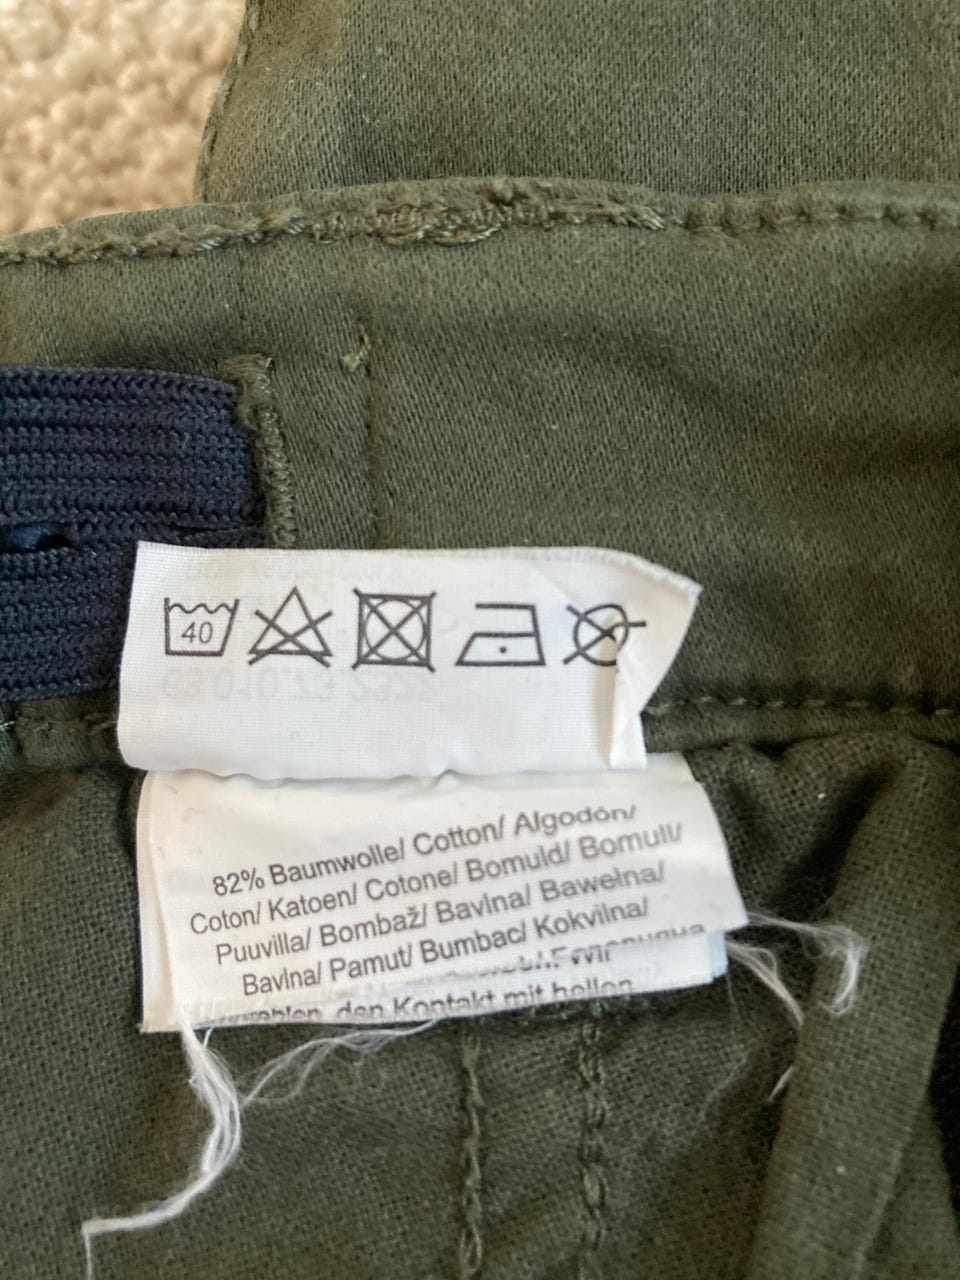 40
82% Baumwolle/ Cotton/ Algodón/
Coton/ Katoen/ Cotone/ Bomuld/ Bomull/
Puuvilla/ Bombaž/ Bavlna/ Bawełna/
Bavlna/ Pamut/ Bumbac/ Kokvilna/
den Kontakt mit hellen